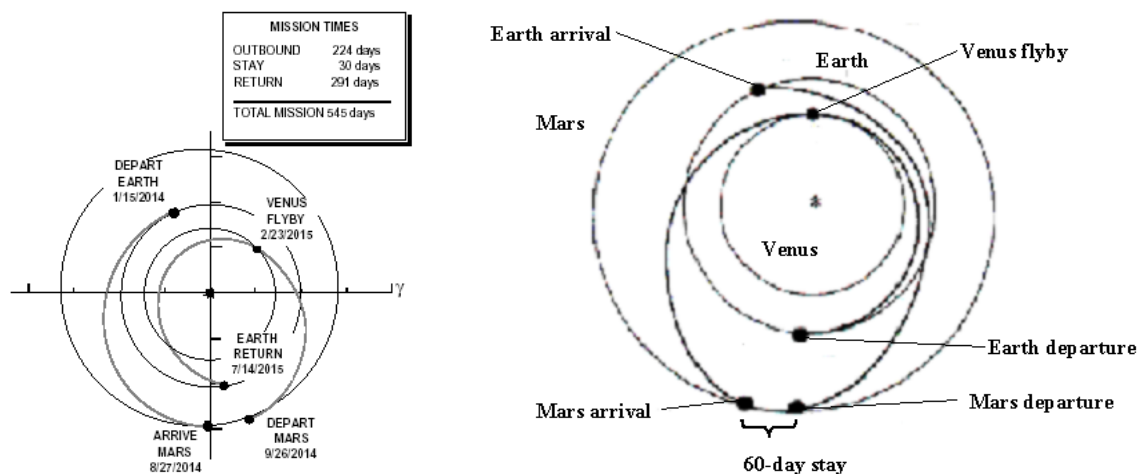 MISSION TIMES
OUTBOUND 224 days
STAY 30 days
RETURN 291 days
TOTAL MISSION 545 days
DEPART
EARTH
1/15/2014
VENUS
FLYBY
2/23/2015
γ
EARTH
RETURN
7/14/2015
ARRIVE
MARS
8/27/2014
DEPART
MARS
9/26/2014
Earth arrival
Earth
Venus flyby
Mars
Venus
Earth departure
Mars arrival
Mars departure
60-day stay